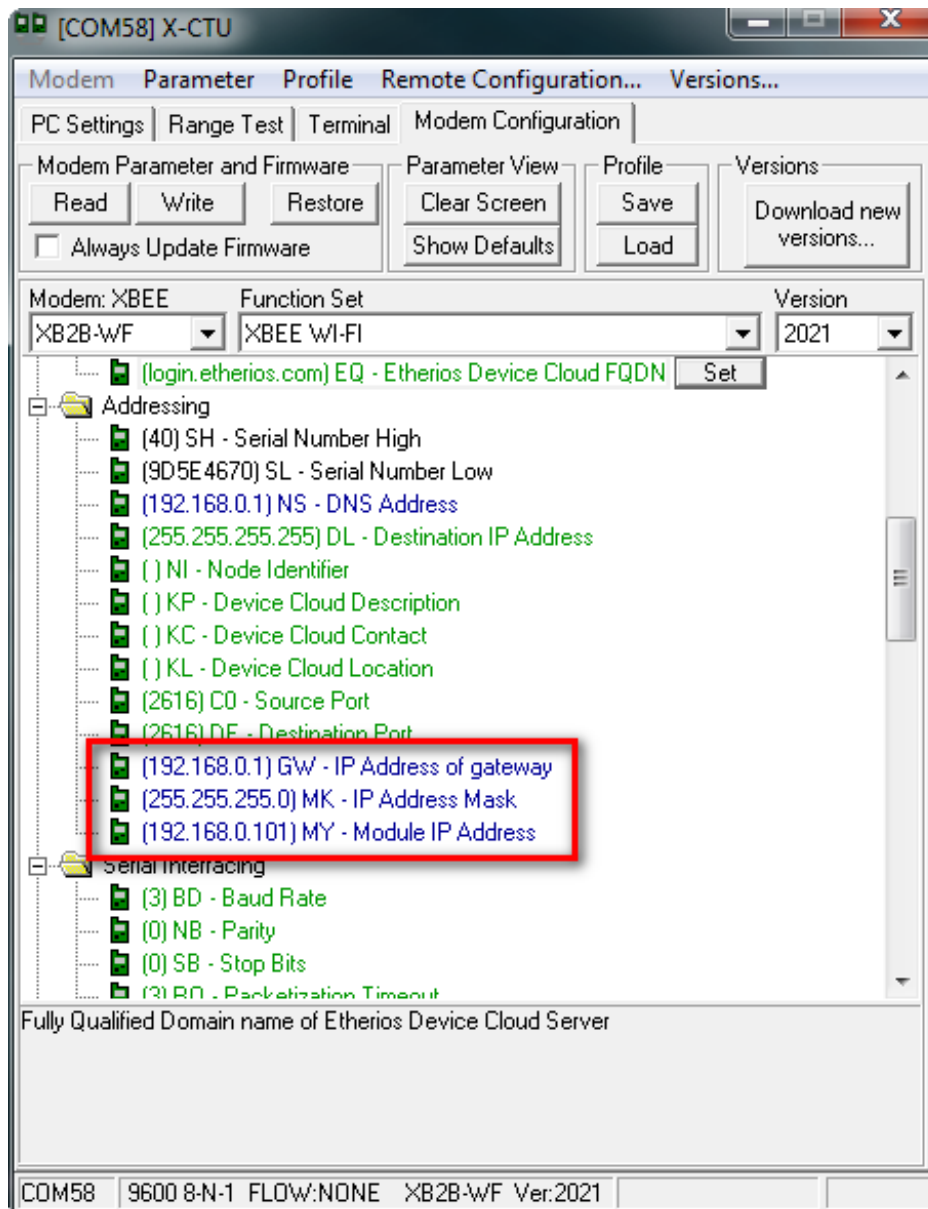 [COM58] X-CTU
Modem Parameter Profile Remote Configuration... Versions...
PC Settings Range Test Terminal Modem Configuration
Modem Parameter and Firmware Parameter View Profile Versions
Read Write Restore Clear Screen Save Download new versions...
Always Update Firmware Show Defaults Load
Modem: XBEE Function Set Version
XB2B-WF XBEE WI-FI 2021
(login.etherios.com) EQ - Etherios Device Cloud FQDN Set
Addressing
(40) SH - Serial Number High
(9D5E4670) SL - Serial Number Low
(192.168.0.1) NS - DNS Address
(255.255.255.255) DL - Destination IP Address
( ) NI - Node Identifier
( ) KP - Device Cloud Description
( ) KC - Device Cloud Contact
( ) KL - Device Cloud Location
(2616) C0 - Source Port
(2616) DE - Destination Port
(192.168.0.1) GW - IP Address of gateway
(255.255.255.0) MK - IP Address Mask
(192.168.0.101) MY - Module IP Address
Serial Interfacing
(3) BD - Baud Rate
(0) NB - Parity
(0) SB - Stop Bits
(3) RO - Packetization Timeout
Fully Qualified Domain name of Etherios Device Cloud Server
COM58 9600 8-N-1 FLOW:NONE XB2B-WF Ver:2021